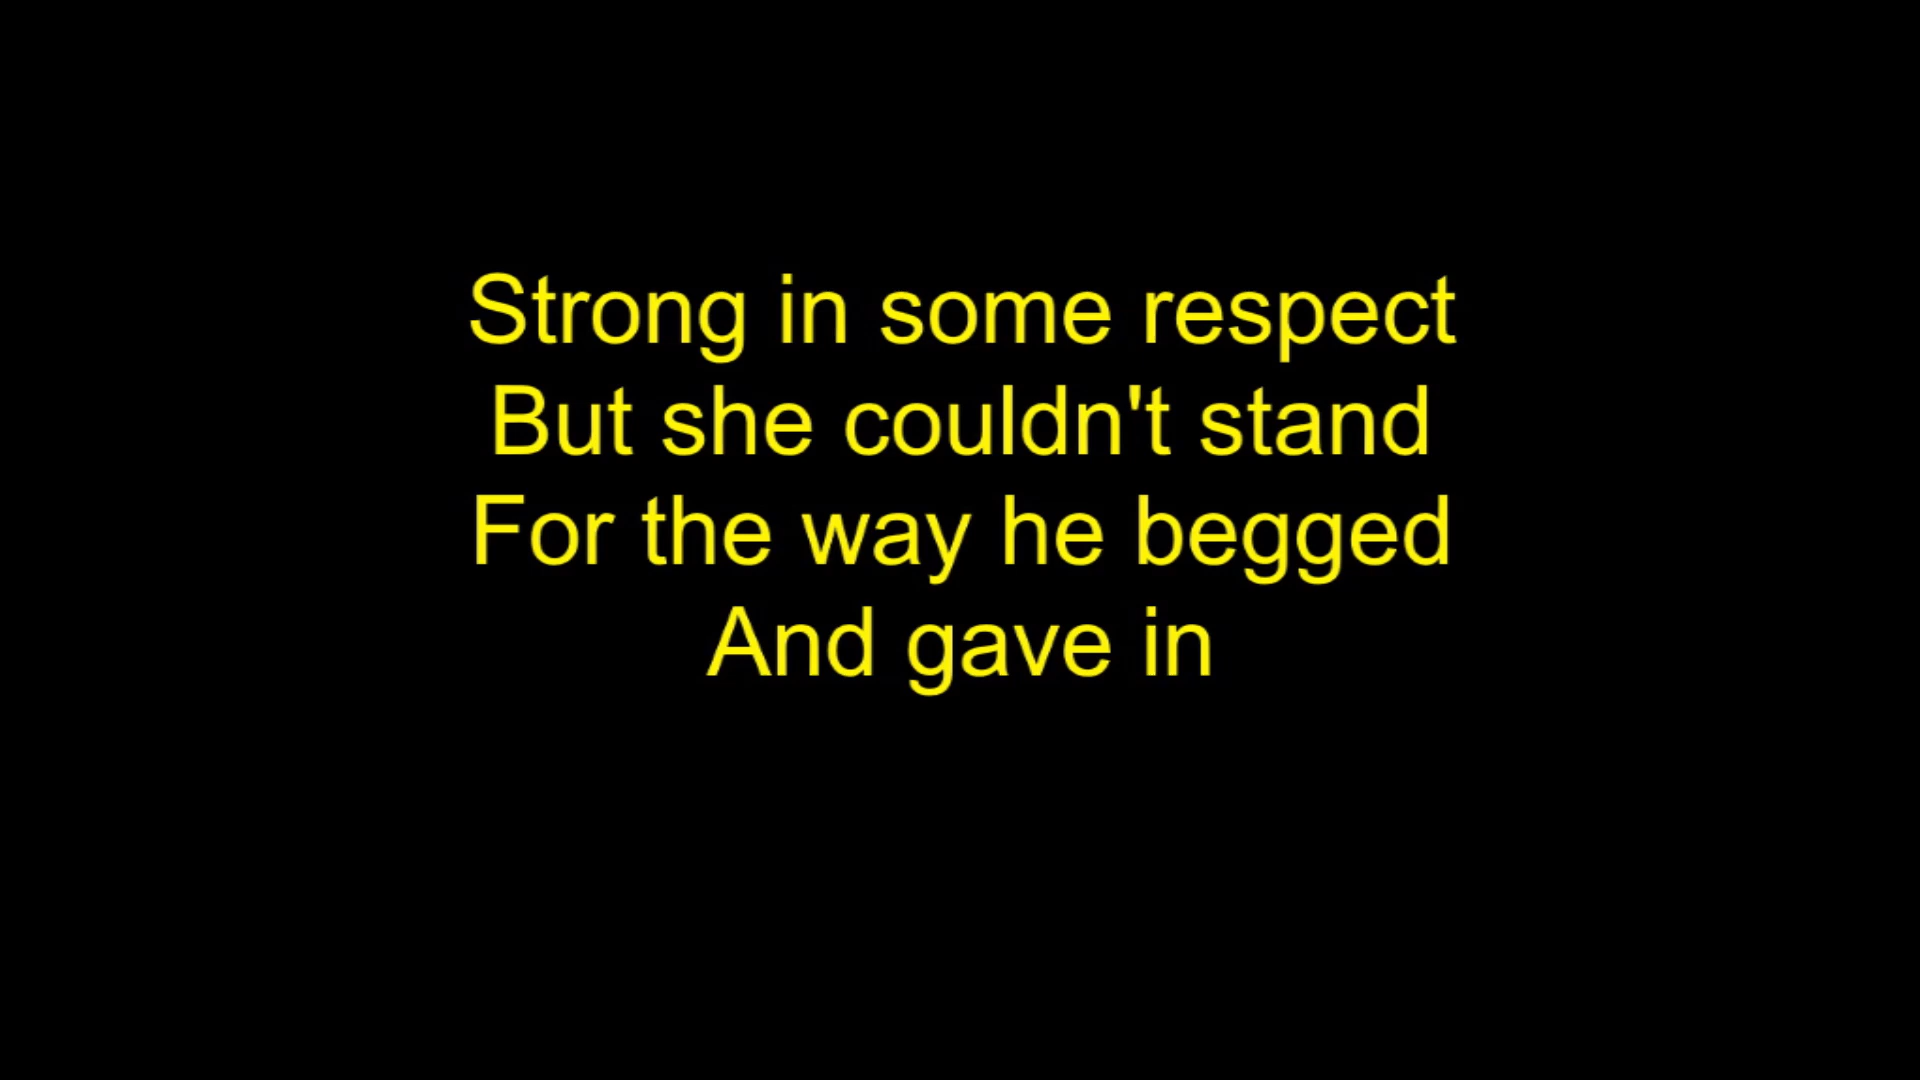 Strong in some respect
But she couldn't stand
For the way he begged
And gave in